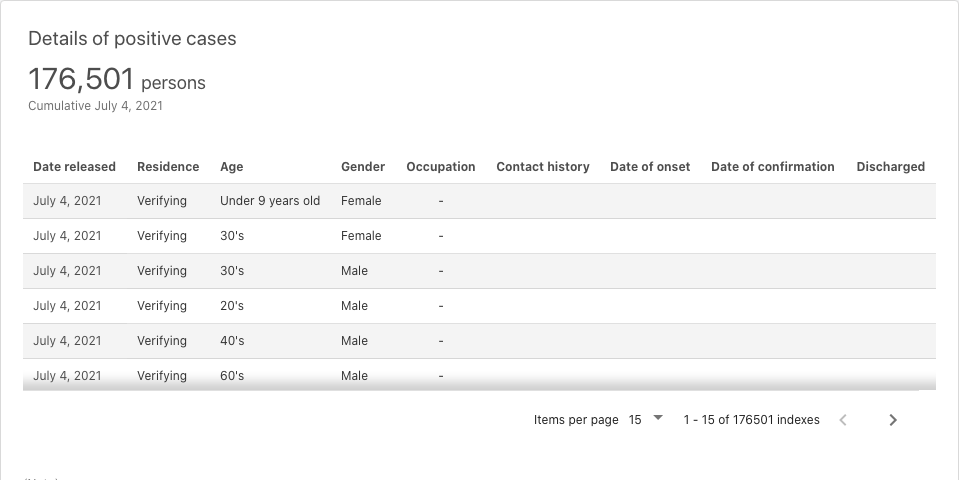 Details of positive cases
176,501 persons
Cumulative July 4, 2021
Date released Residence Age Gender Occupation Contact history Date of onset Date of confirmation Discharged
July 4, 2021 Verifying Under 9 years old Female -
July 4, 2021 Verifying 30's Female -
July 4, 2021 Verifying 30's Male -
July 4, 2021 Verifying 20's Male -
July 4, 2021 Verifying 40's Male -
July 4, 2021 Verifying 60's Male -
Items per page 15 1 - 15 of 176501 indexes